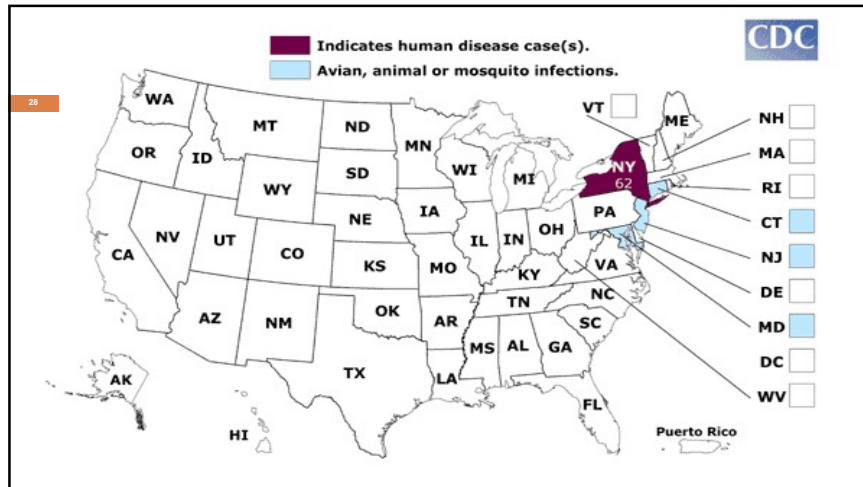 Indicates human disease case(s).
Avian, animal or mosquito infections.
CDC
28
WA
MT
ND
MN
VT
ME
NH
OR
ID
SD
WI
MI
NY
62
MA
WY
RI
NE
IA
PA
CT
NV
UT
CO
IL
IN
OH
NJ
CA
KS
MO
KY
VA
DE
AZ
NM
OK
AR
TN
NC
SC
MD
MS
AL
GA
DC
TX
LA
AK
FL
WV
HI
Puerto Rico